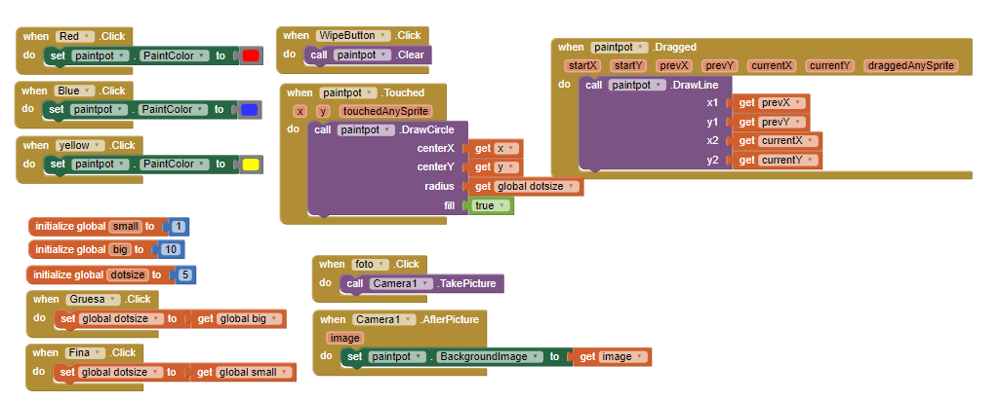 when Red .Click
do set paintpot . PaintColor to
when Blue .Click
do set paintpot . PaintColor to
when yellow .Click
do set paintpot . PaintColor to
initialize global small to 1
initialize global big to 10
initialize global dotsize to 5
when Gruesa .Click
do set global dotsize to get global big
when Fina .Click
do set global dotsize to get global small
when WipeButton .Click
do call paintpot .Clear
when paintpot .Touched
x y touchedAnySprite
do call paintpot .DrawCircle
centerX get x
centerY get y
radius get global dotsize
fill true
when foto .Click
do call Camera1 .TakePicture
when Camera1 .AfterPicture
image
do set paintpot . BackgroundImage to get image
when paintpot .Dragged
startX startY prevX prevY currentX currentY draggedAnySprite
do call paintpot .DrawLine
x1 get prevX
y1 get prevY
x2 get currentX
y2 get currentY